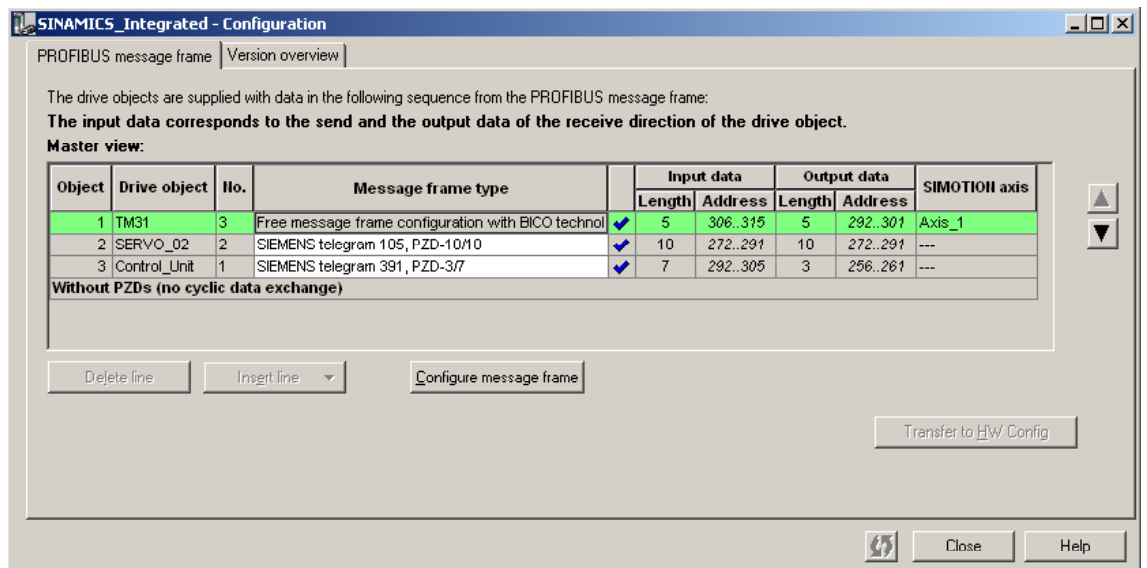 SINAMICS_Integrated - Configuration
PROFIBUS message frame Version overview
The drive objects are supplied with data in the following sequence from the PROFIBUS message frame:
The input data corresponds to the send and the output data of the receive direction of the drive object.
Master view:
Object Drive object No. Message frame type Input data Output data SIMOTION axis
Length Address Length Address
1 TM31 3 Free message frame configuration with BICO technol 5 306..315 5 292..301 Axis_1
2 SERVO_02 2 SIEMENS telegram 105, PZD-10/10 10 272..291 10 272..291 ---
3 Control_Unit 1 SIEMENS telegram 391, PZD-3/7 7 292..305 3 256..261 ---
Without PZDs (no cyclic data exchange)
Delete line Insert line Configure message frame
Transfer to HW Config
Close Help